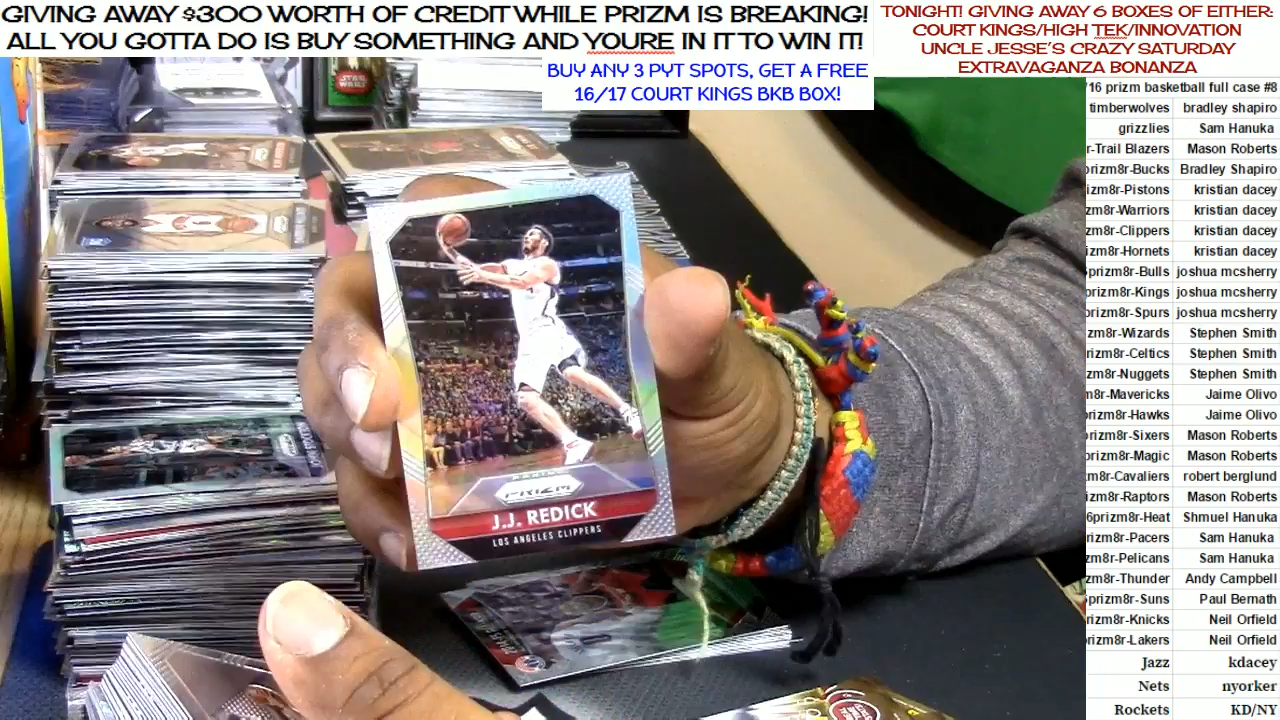 GIVING AWAY $300 WORTH OF CREDIT WHILE PRIZM IS BREAKING!
ALL YOU GOTTA DO IS BUY SOMETHING AND YOURE IN IT TO WIN IT!
TONIGHT! GIVING AWAY 6 BOXES OF EITHER:
COURT KINGS/HIGH TEK/INNOVATION
UNCLE JESSE'S CRAZY SATURDAY
EXTRAVAGANZA BONANZA
BUY ANY 3 PYT SPOTS, GET A FREE
16/17 COURT KINGS BKB BOX!
STAR WARS
PRIZM
J.J. REDICK
LOS ANGELES CLIPPERS
/16 prizm basketball full case #8
timberwolves bradley shapiro
grizzlies Sam Hanuka
r-Trail Blazers Mason Roberts
prizm8r-Bucks Bradley Shapiro
izm8r-Pistons kristian dacey
zm8r-Warriors kristian dacey
zm8r-Clippers kristian dacey
izm8r-Hornets kristian dacey
prizm8r-Bulls joshua mcsherry
prizm8r-Kings joshua mcsherry
prizm8r-Spurs joshua mcsherry
zm8r-Wizards Stephen Smith
izm8r-Celtics Stephen Smith
zm8r-Nuggets Stephen Smith
m8r-Mavericks Jaime Olivo
rizm8r-Hawks Jaime Olivo
rizm8r-Sixers Mason Roberts
rizm8r-Magic Mason Roberts
n8r-Cavaliers robert berglund
izm8r-Raptors Mason Roberts
6prizm8r-Heat Shmuel Hanuka
rizm8r-Pacers Sam Hanuka
zm8r-Pelicans Sam Hanuka
zm8r-Thunder Andy Campbell
prizm8r-Suns Paul Bernath
rizm8r-Knicks Neil Orfield
rizm8r-Lakers Neil Orfield
Jazz kdacey
Nets nyorker
Rockets KD/NY